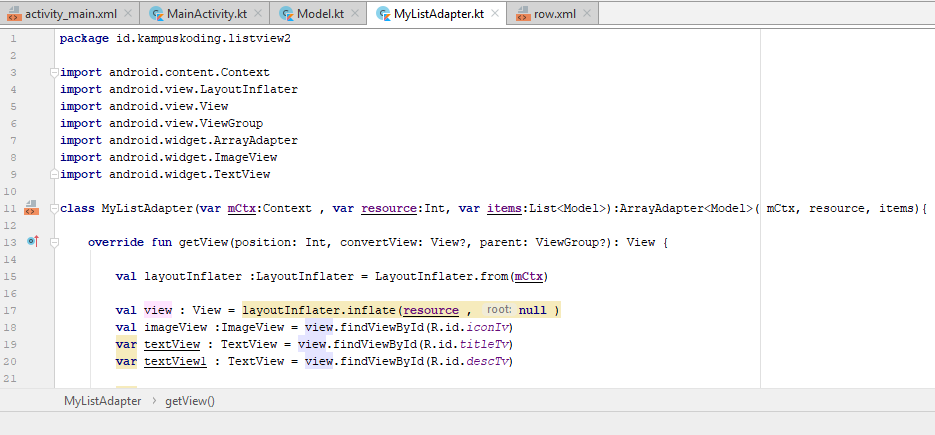 activity_main.xml MainActivity.kt Model.kt MyListAdapter.kt row.xml
1 package id.kampuskoding.listview2
2
3 import android.content.Context
4 import android.view.LayoutInflater
5 import android.view.View
6 import android.view.ViewGroup
7 import android.widget.ArrayAdapter
8 import android.widget.ImageView
9 import android.widget.TextView
10
11 class MyListAdapter(var mCtx:Context , var resource:Int, var items:List<Model>):ArrayAdapter<Model>( mCtx, resource, items){
12
13 override fun getView(position: Int, convertView: View?, parent: ViewGroup?): View {
14
15 val layoutInflater :LayoutInflater = LayoutInflater.from(mCtx)
16
17 val view : View = layoutInflater.inflate(resource , root: null )
18 val imageView :ImageView = view.findViewById(R.id.iconIv)
19 var textView : TextView = view.findViewById(R.id.titleTv)
20 var textView1 : TextView = view.findViewById(R.id.descTv)
21
MyListAdapter > getView()